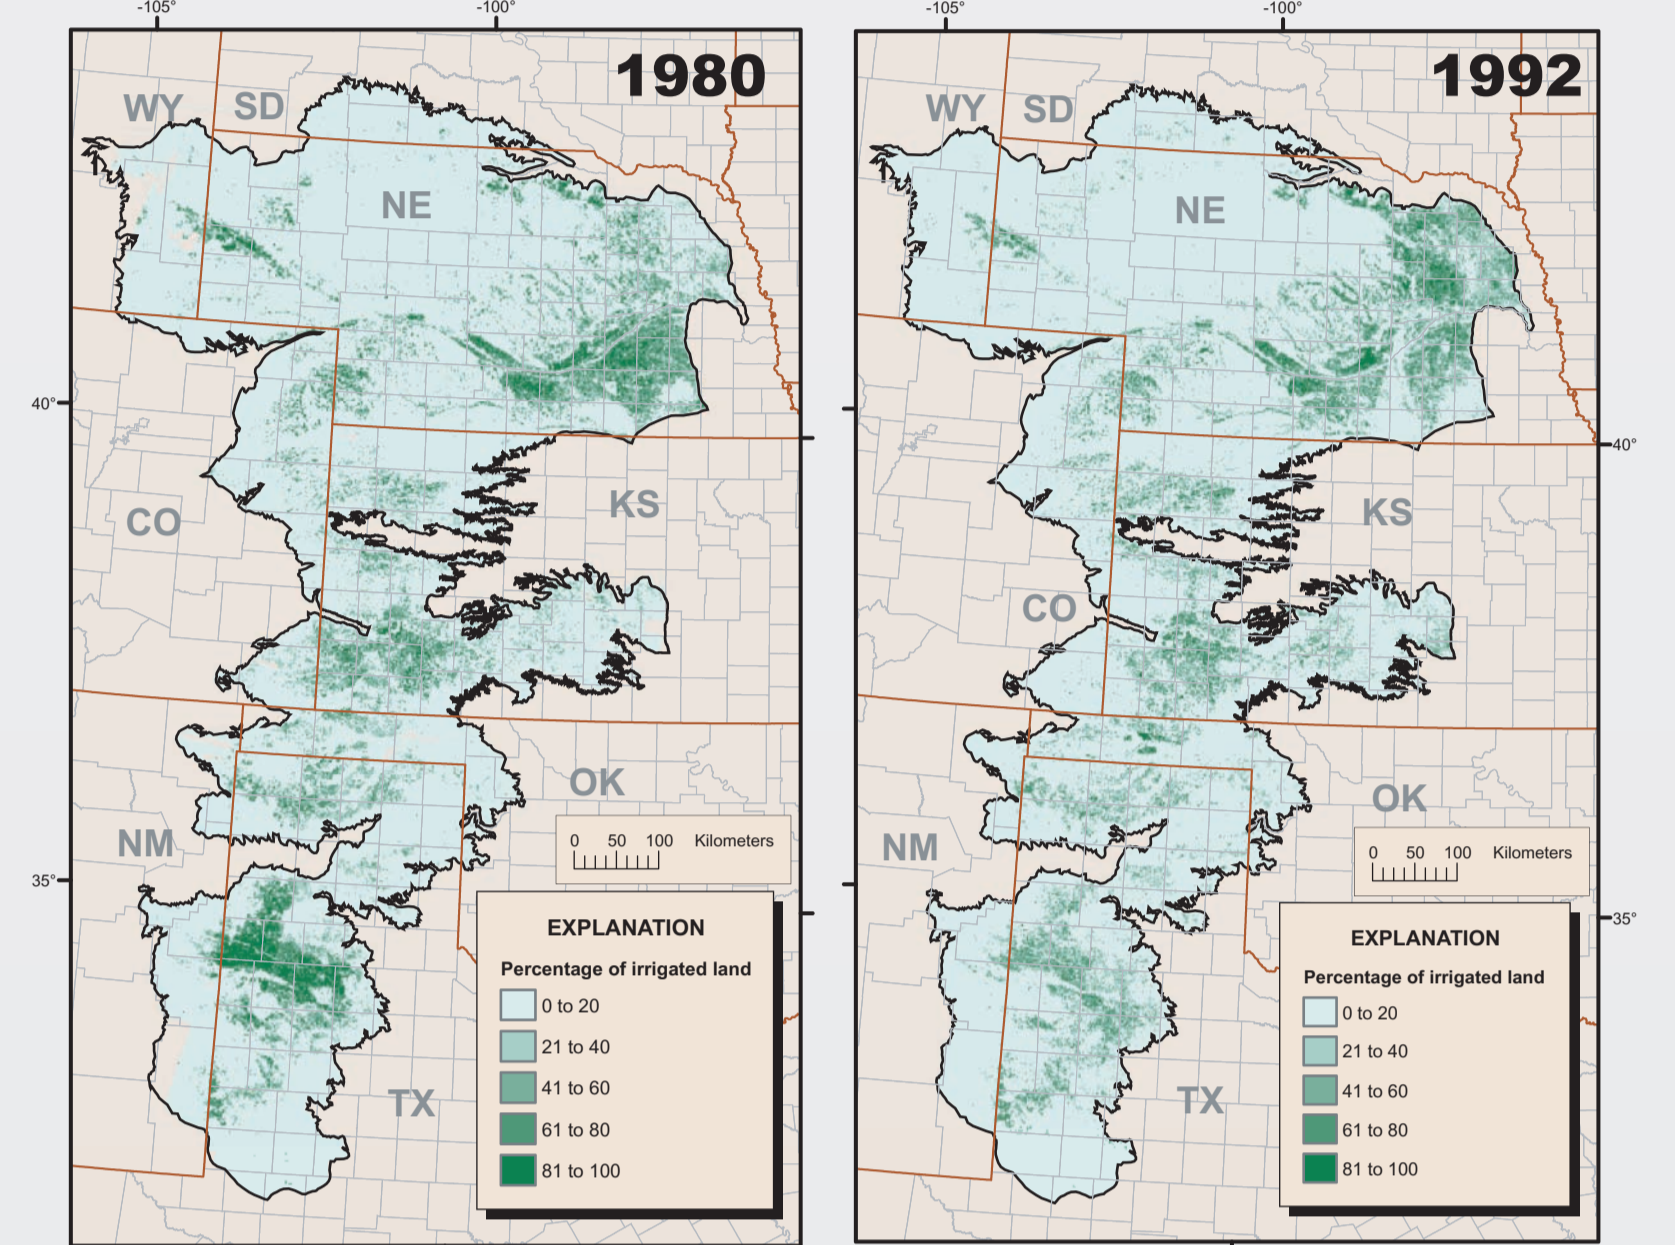 -105°
-100°
1980
WY
SD
NE
40°
CO
KS
OK
NM
35°
TX
0 50 100 Kilometers
EXPLANATION
Percentage of irrigated land
0 to 20
21 to 40
41 to 60
61 to 80
81 to 100
-105°
-100°
1992
WY
SD
NE
40°
KS
CO
OK
NM
35°
TX
0 50 100 Kilometers
EXPLANATION
Percentage of irrigated land
0 to 20
21 to 40
41 to 60
61 to 80
81 to 100